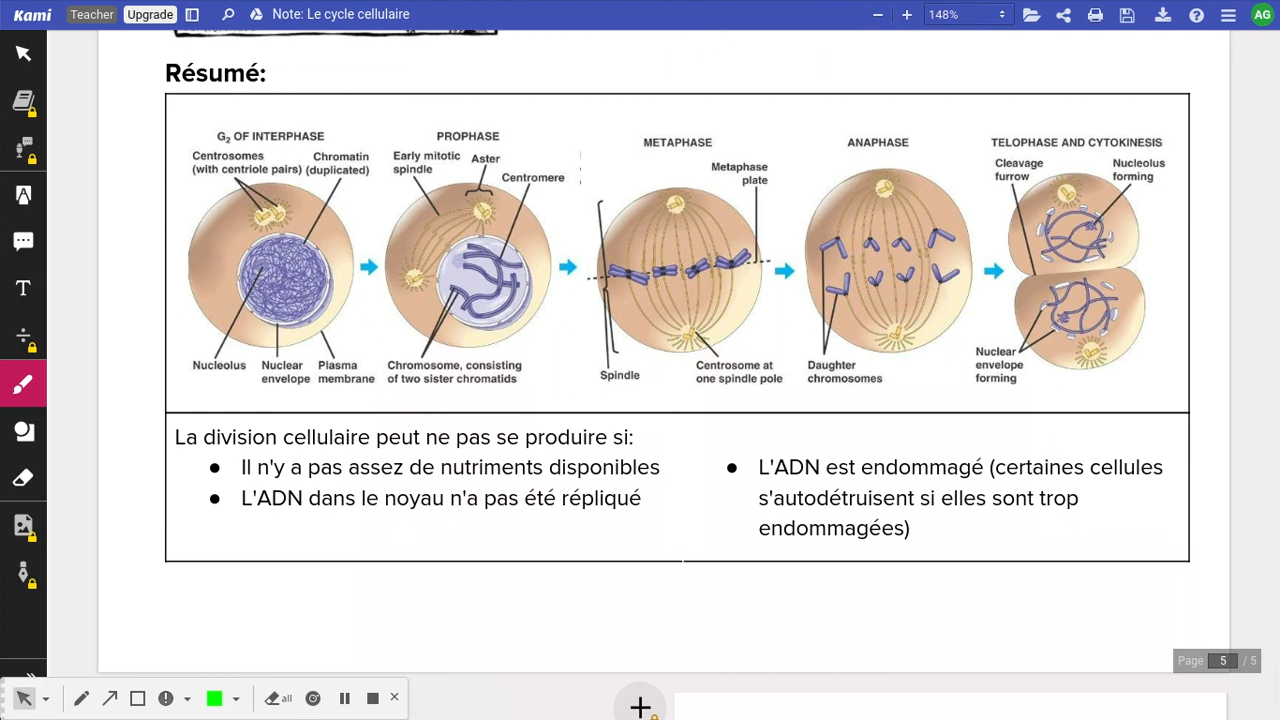 Kami Teacher Upgrade Note: Le cycle cellulaire 148% AG
Résumé:
G2 OF INTERPHASE
Centrosomes
(with centriole pairs)
Chromatin
(duplicated)
Nucleolus
Nuclear
envelope
Plasma
membrane
PROPHASE
Early mitotic
spindle
Aster
Centromere
Chromosome, consisting
of two sister chromatids
METAPHASE
Metaphase
plate
Spindle
Centrosome at
one spindle pole
ANAPHASE
Daughter
chromosomes
TELOPHASE AND CYTOKINESIS
Cleavage
furrow
Nucleolus
forming
Nuclear
envelope
forming
La division cellulaire peut ne pas se produire si:
● Il n'y a pas assez de nutriments disponibles
● L'ADN dans le noyau n'a pas été répliqué
● L'ADN est endommagé (certaines cellules
s'autodétruisent si elles sont trop
endommagées)
Page 5 / 5
all